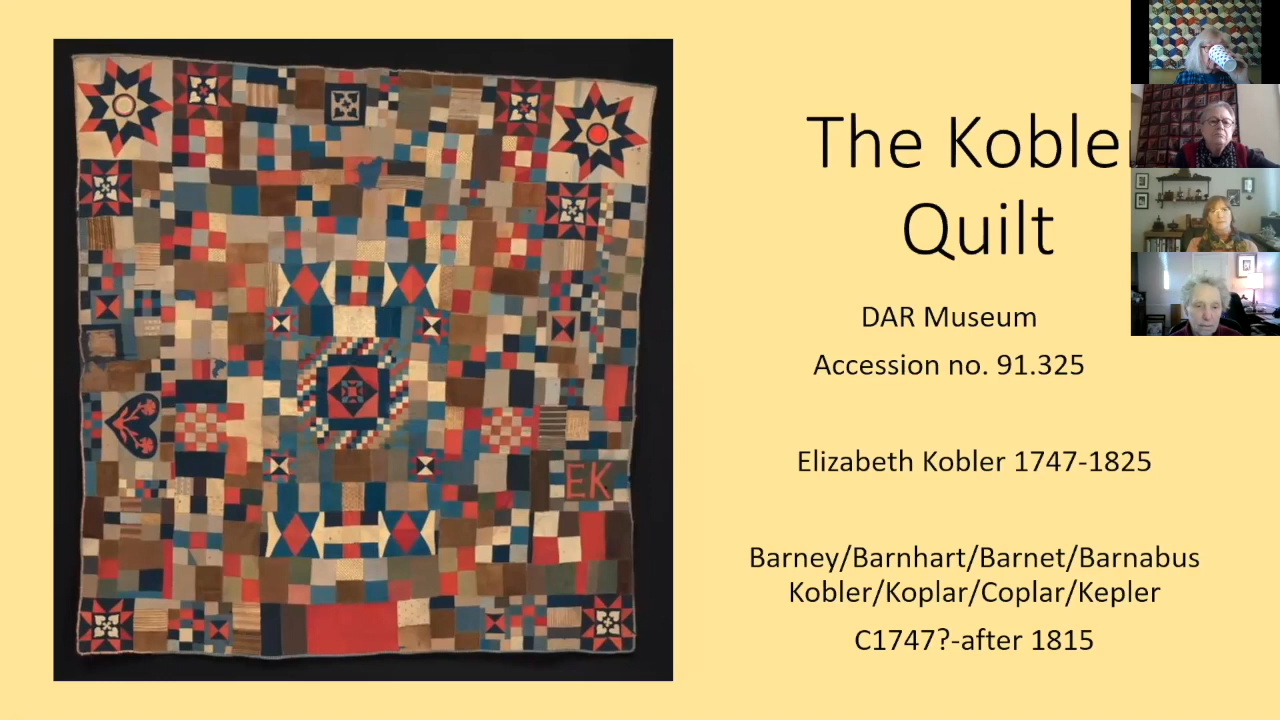 The Kobler
Quilt
DAR Museum
Accession no. 91.325
Elizabeth Kobler 1747-1825
Barney/Barnhart/Barnet/Barnabus
Kobler/Koplar/Coplar/Kepler
C1747?-after 1815
EK